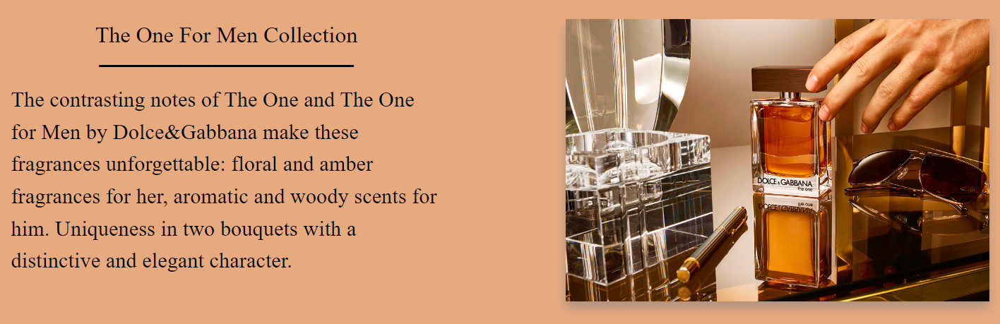 The One For Men Collection
The contrasting notes of The One and The One
for Men by Dolce&Gabbana make these
fragrances unforgettable: floral and amber
fragrances for her, aromatic and woody scents for
him. Uniqueness in two bouquets with a
distinctive and elegant character.
DOLCE & GABBANA
the one